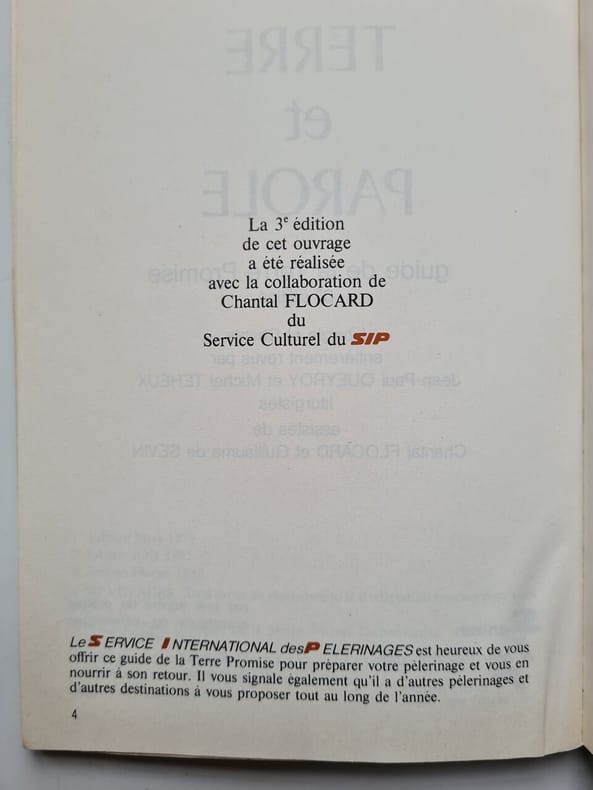 La 3e édition
de cet ouvrage
a été réalisée
avec la collaboration de
Chantal FLOCARD
du
Service Culturel du SIP
Le SERVICE INTERNATIONAL des PELERINAGES est heureux de vous
offrir ce guide de la Terre Promise pour préparer votre pèlerinage et vous en
nourrir à son retour. Il vous signale également qu'il a d'autres pèlerinages et
d'autres destinations à vous proposer tout au long de l'année.
4